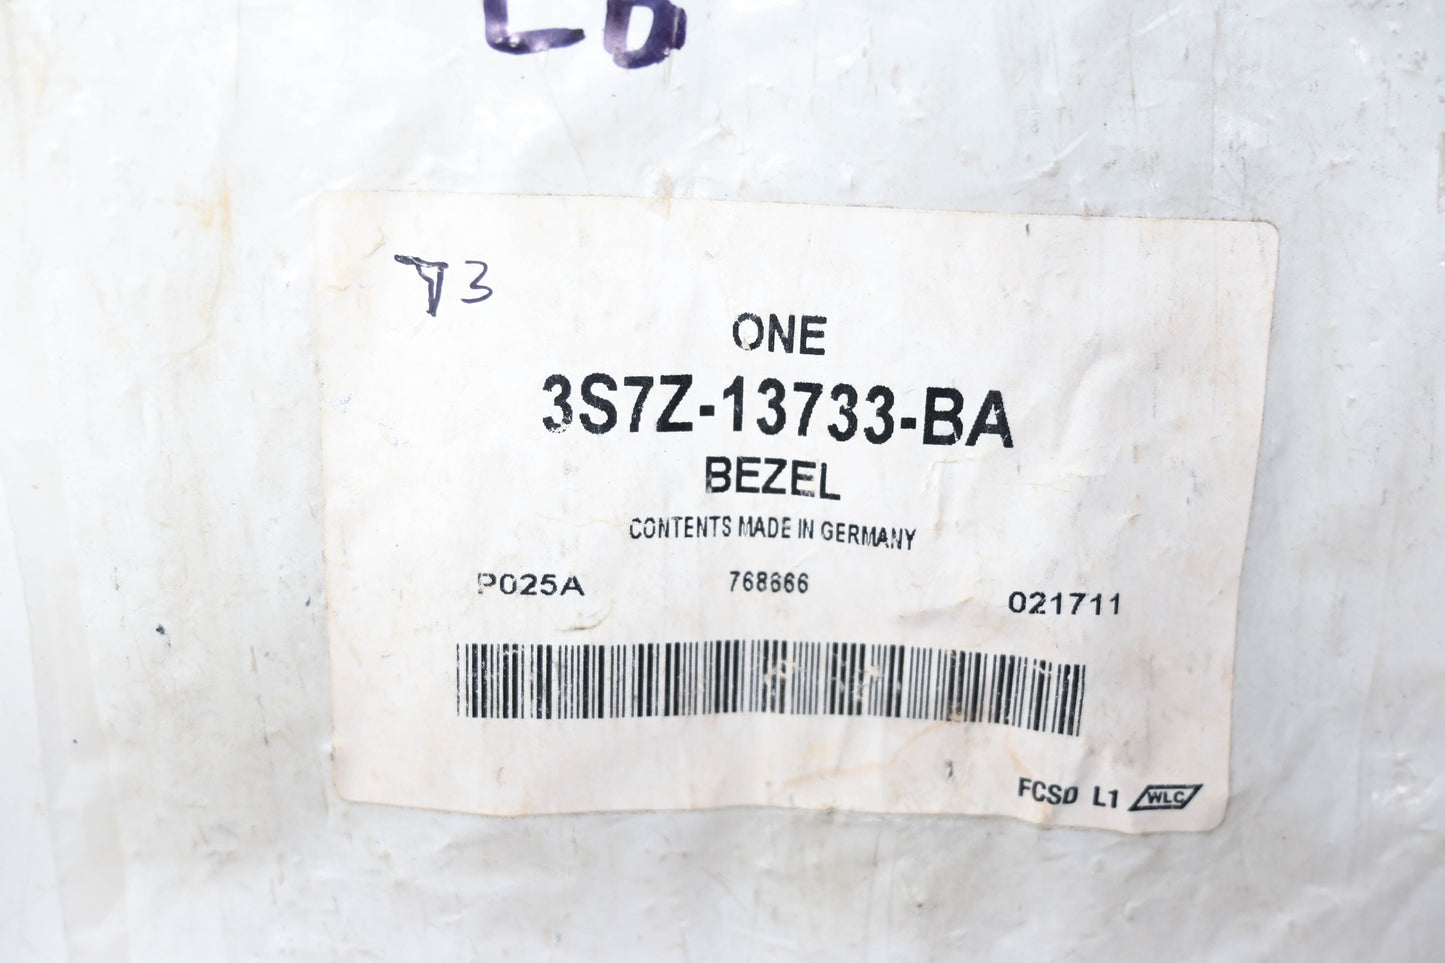 T3
ONE
3S7Z-13733-BA
BEZEL
CONTENTS MADE IN GERMANY
P025A 768666 021711
FCSD L1 WLC